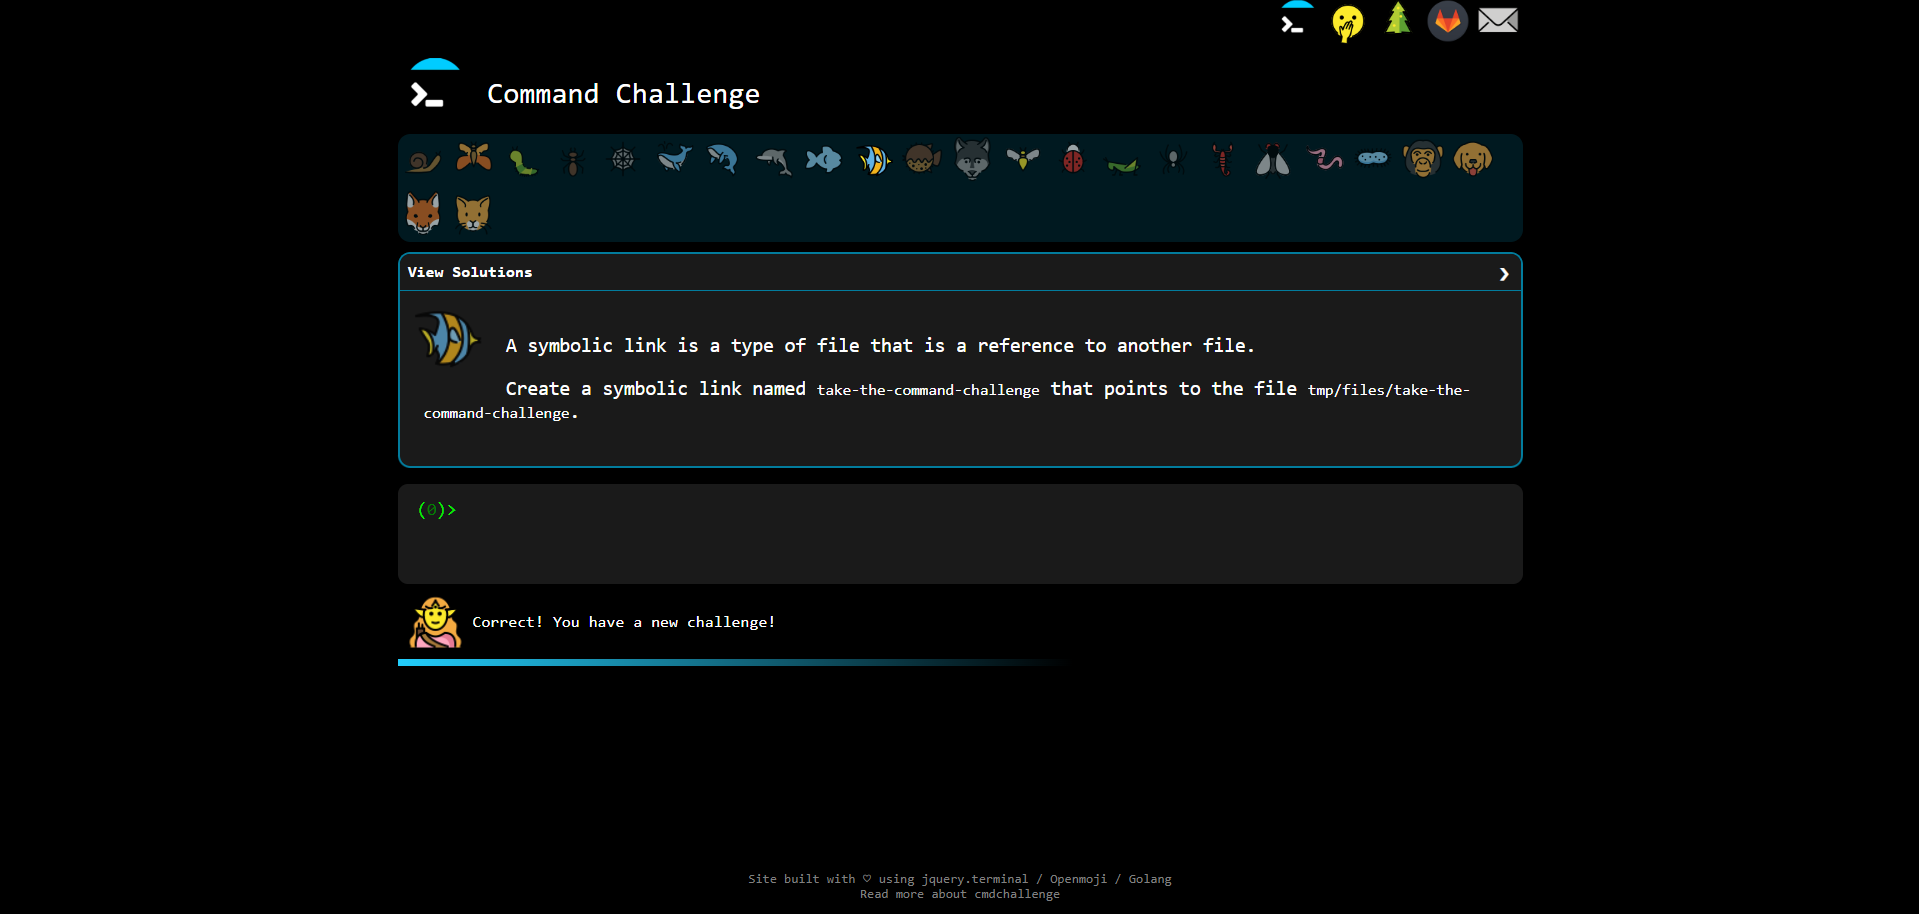 Command Challenge
View Solutions
A symbolic link is a type of file that is a reference to another file.
Create a symbolic link named take-the-command-challenge that points to the file tmp/files/take-the-
command-challenge.
(0)>
Correct! You have a new challenge!
Site built with ♡ using jquery.terminal / Openmoji / Golang
Read more about cmdchallenge